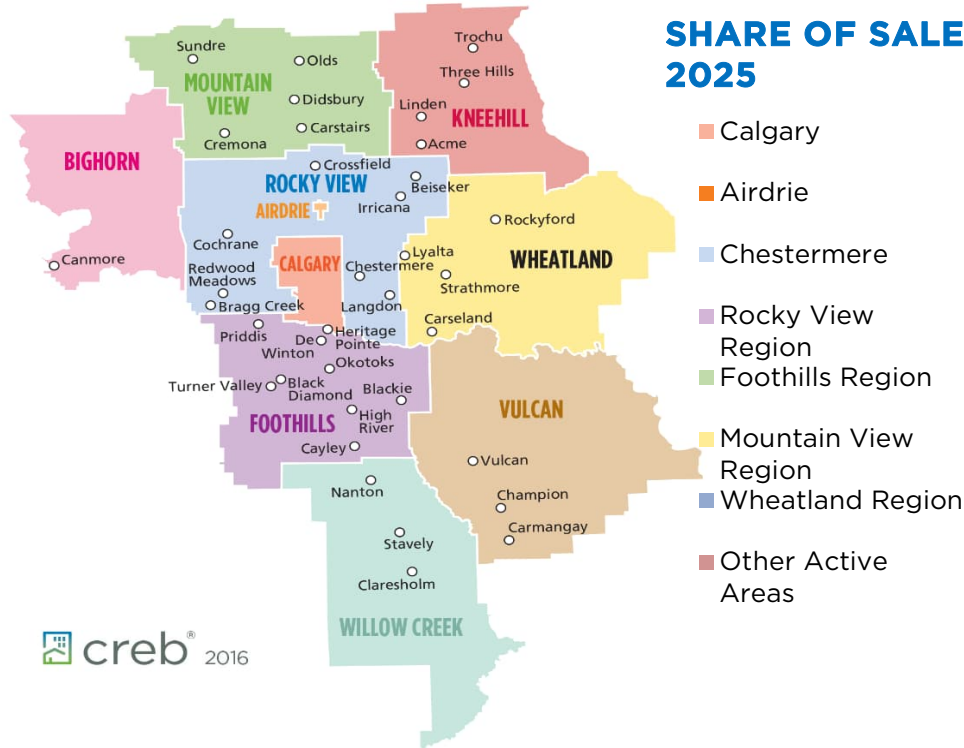 SHARE OF SALE
2025
Calgary
Airdrie
Chestermere
Rocky View
Region
Foothills Region
Mountain View
Region
Wheatland Region
Other Active
Areas
Sundre
Olds
MOUNTAIN
VIEW
Didsbury
Carstairs
Cremona
Trochu
Three Hills
Linden
KNEEHILL
Acme
BIGHORN
Canmore
Crossfield
ROCKY VIEW
Beiseker
AIRDRIE
Irricana
Cochrane
CALGARY
Chestermere
Redwood
Meadows
Bragg Creek
Langdon
Rockyford
Lyalta
WHEATLAND
Strathmore
Carseland
Priddis
Heritage
Pointe
De
Winton
Okotoks
Turner Valley
Black
Diamond
Blackie
FOOTHILLS
High
River
Cayley
VULCAN
Vulcan
Champion
Carmangay
Nanton
Stavely
Claresholm
WILLOW CREEK
creb® 2016